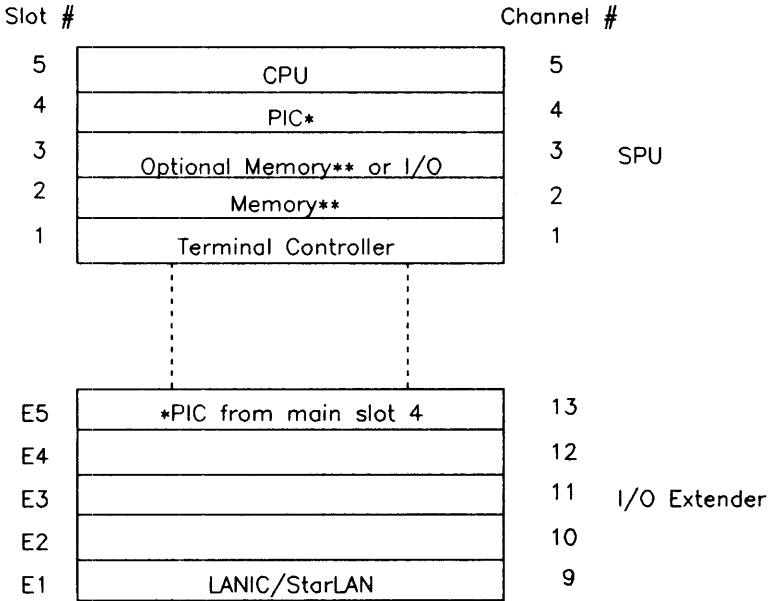 Slot # Channel #
5 CPU 5
4 PIC* 4
3 Optional Memory** or I/O 3 SPU
2 Memory** 2
1 Terminal Controller 1
E5 *PIC from main slot 4 13
E4 12
E3 11 I/O Extender
E2 10
E1 LANIC/StarLAN 9